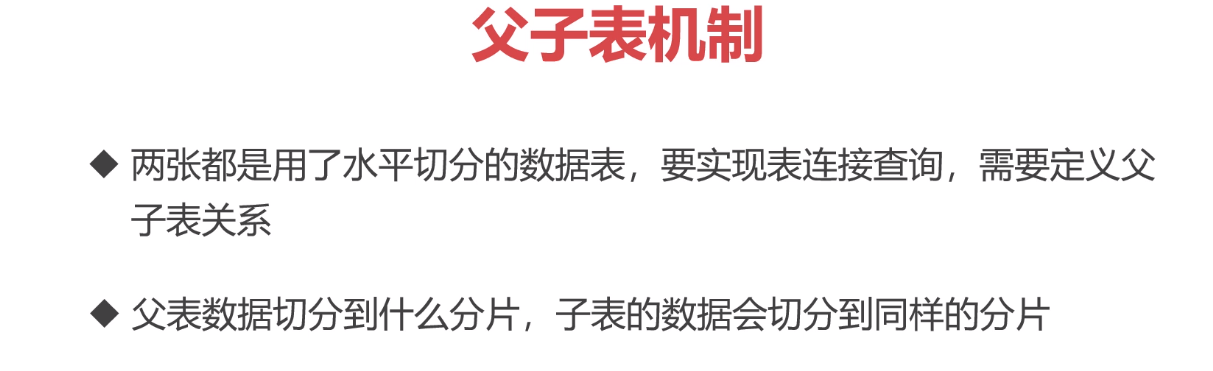 父子表机制
◆ 两张都是用了水平切分的数据表，要实现表连接查询，需要定义父
子表关系
◆ 父表数据切分到什么分片，子表的数据会切分到同样的分片